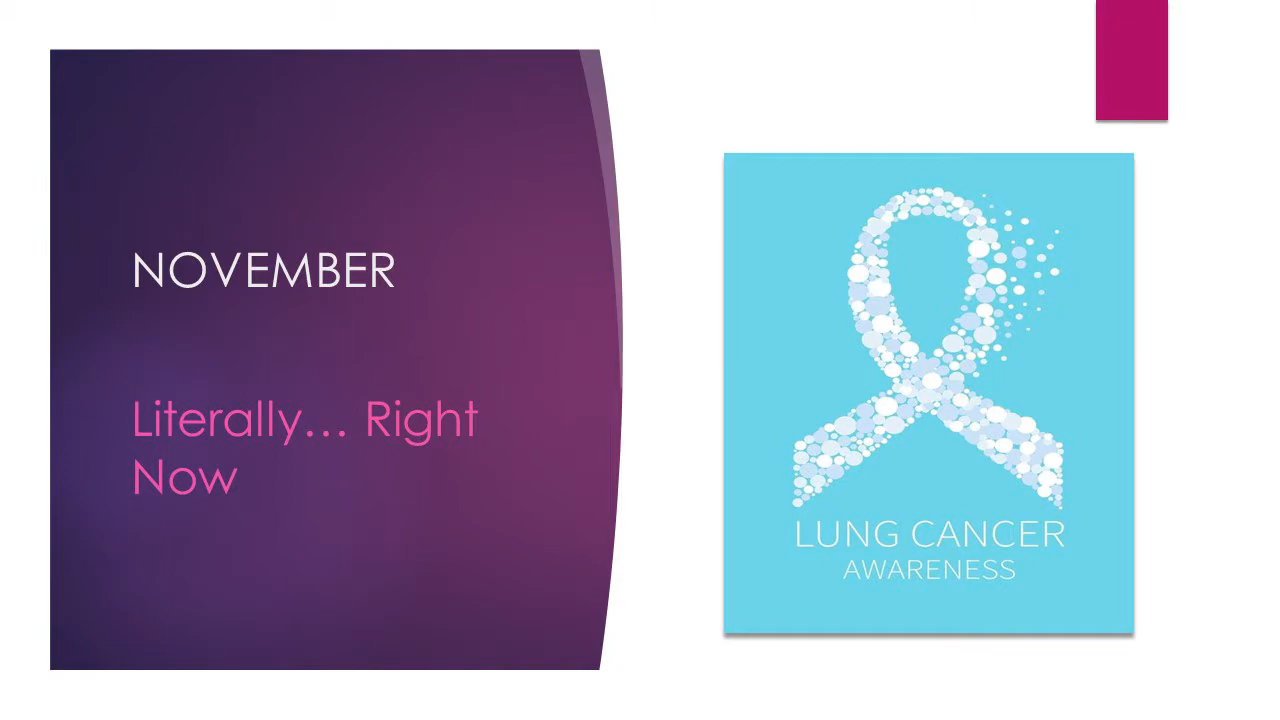 NOVEMBER
Literally... Right
Now
LUNG CANCER
AWARENESS